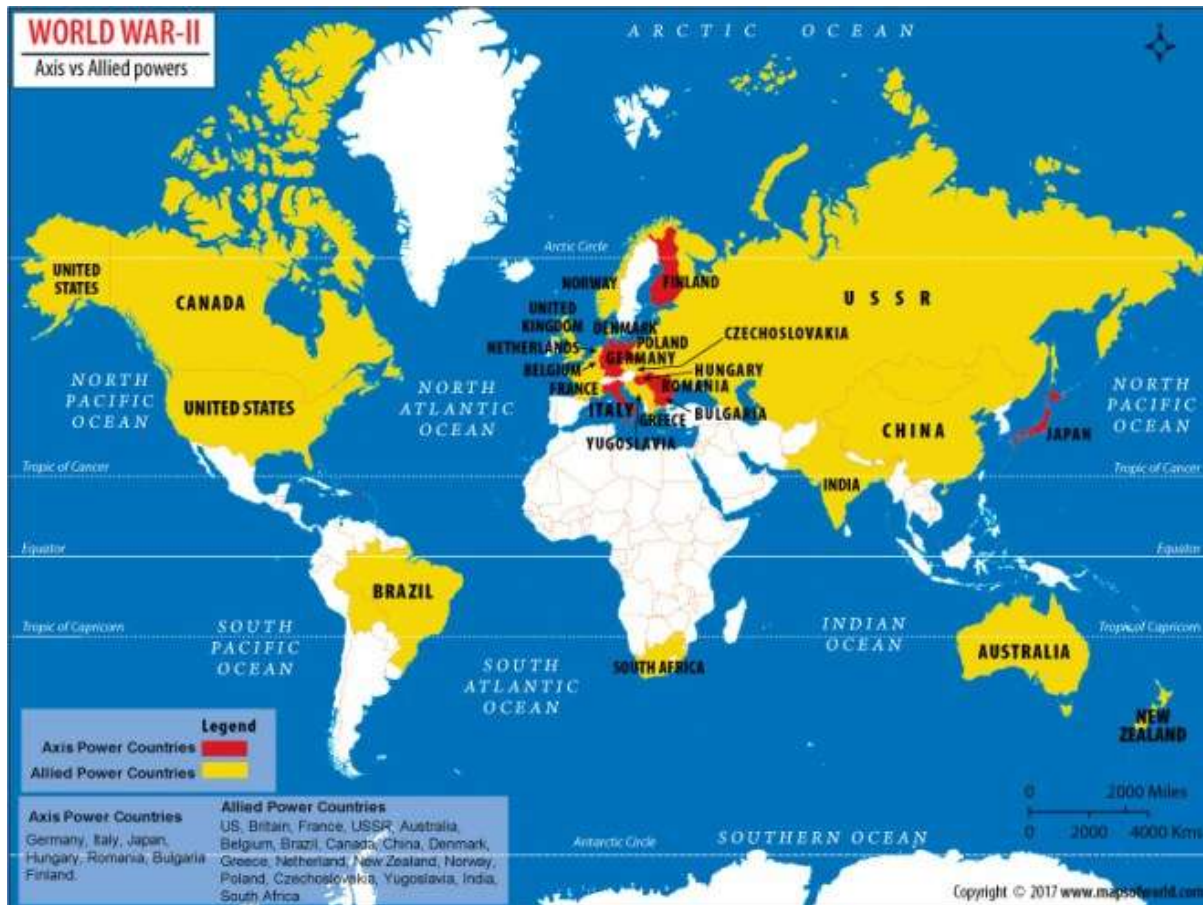 WORLD WAR-II
Axis vs Allied powers
ARCTIC OCEAN
Arctic Circle
UNITED
STATES
CANADA
NORWAY
FINLAND
USSR
UNITED
KINGDOM
DENMARK
CZECHOSLOVAKIA
NETHERLANDS
POLAND
GERMANY
BELGIUM
HUNGARY
FRANCE
ROMANIA
ITALY
GREECE
BULGARIA
YUGOSLAVIA
NORTH
PACIFIC
OCEAN
UNITED STATES
NORTH
ATLANTIC
OCEAN
CHINA
JAPAN
NORTH
PACIFIC
OCEAN
Tropic of Cancer
Tropic of Cancer
INDIA
Equator
Equator
BRAZIL
Tropic of Capricorn
Tropic of Capricorn
SOUTH
PACIFIC
OCEAN
SOUTH
ATLANTIC
OCEAN
SOUTH AFRICA
INDIAN
OCEAN
AUSTRALIA
NEW
ZEALAND
Legend
Axis Power Countries
Allied Power Countries
Axis Power Countries
Germany, Italy, Japan,
Hungary, Romania, Bulgaria
Finland.
Allied Power Countries
US, Britain, France, USSR, Australia,
Belgium, Brazil, Canada, China, Denmark,
Greece, Netherland, New Zealand, Norway,
Poland, Czechoslovakia, Yugoslavia, India,
South Africa
0 2000 Miles
0 2000 4000 Kms
SOUTHERN OCEAN
Antarctic Circle
Copyright © 2017 www.mapsofworld.com